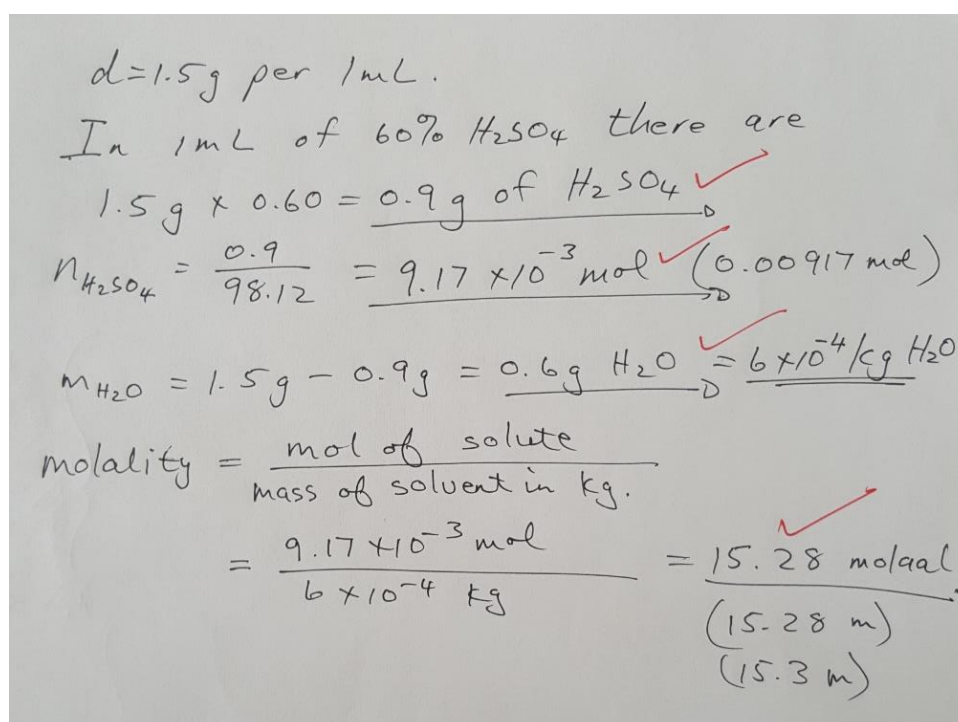 d=1.5g per 1mL.
In 1mL of 60% H₂SO₄ there are
1.5g × 0.60 = 0.9g of H₂SO₄ ✓
n H₂SO₄ = 0.9/98.12 = 9.17 × 10⁻³ mol ✓ (0.00917 mol)
m H₂O = 1.5g − 0.9g = 0.6g H₂O ✓ = 6×10⁻⁴/kg H₂O
molality = mol of solute / mass of solvent in kg.
= 9.17 × 10⁻³ mol / 6 × 10⁻⁴ kg = 15.28 molaal ✓
(15.28 m)
(15.3 m)